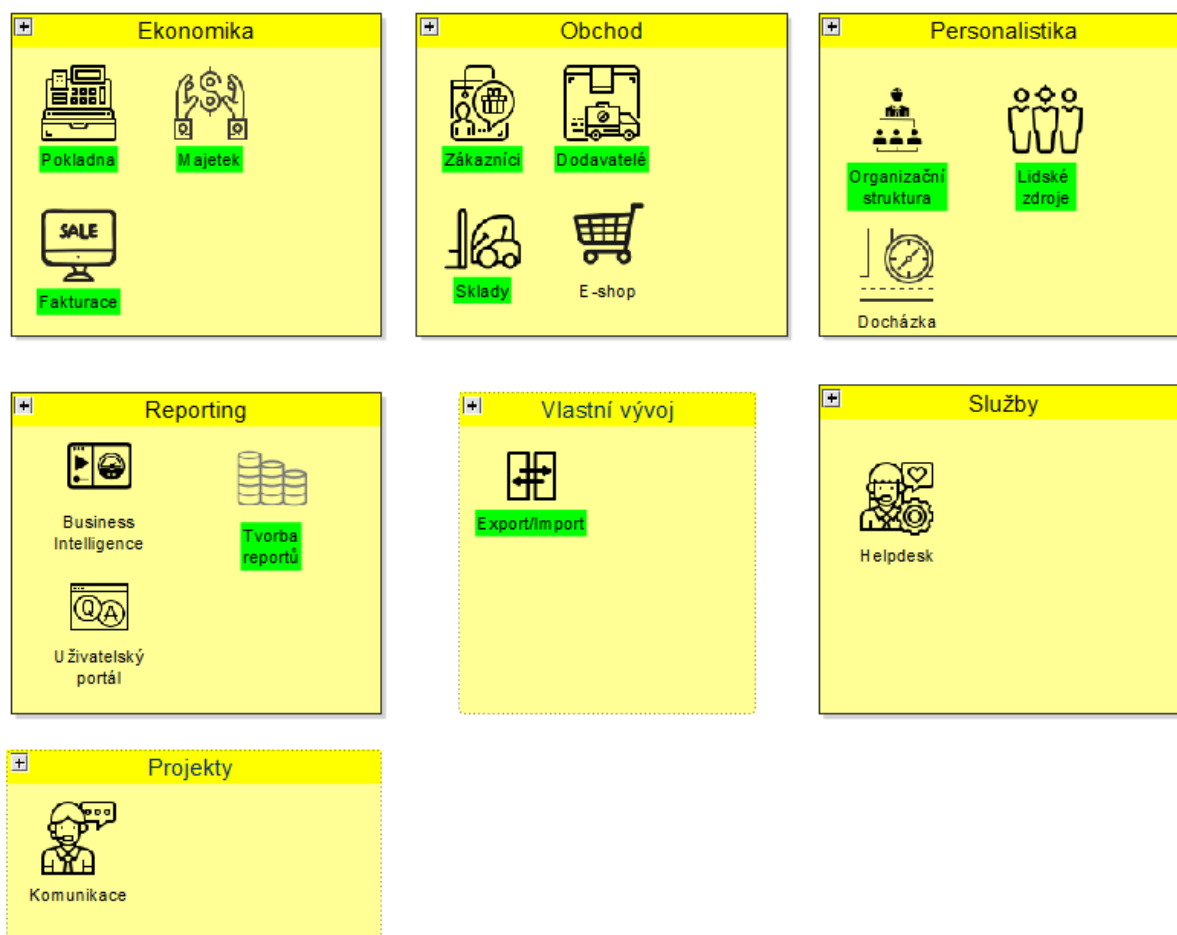 Ekonomika
Pokladna
Majetek
SALE
Fakturace
Obchod
Zákazníci
Dodavatelé
Sklady
E-shop
Personalistika
Organizační
struktura
Lidské
zdroje
Docházka
Reporting
Business
Intelligence
Tvorba
reportů
QA
Uživatelský
portál
Vlastní vývoj
Export/Import
Služby
Helpdesk
Projekty
Komunikace